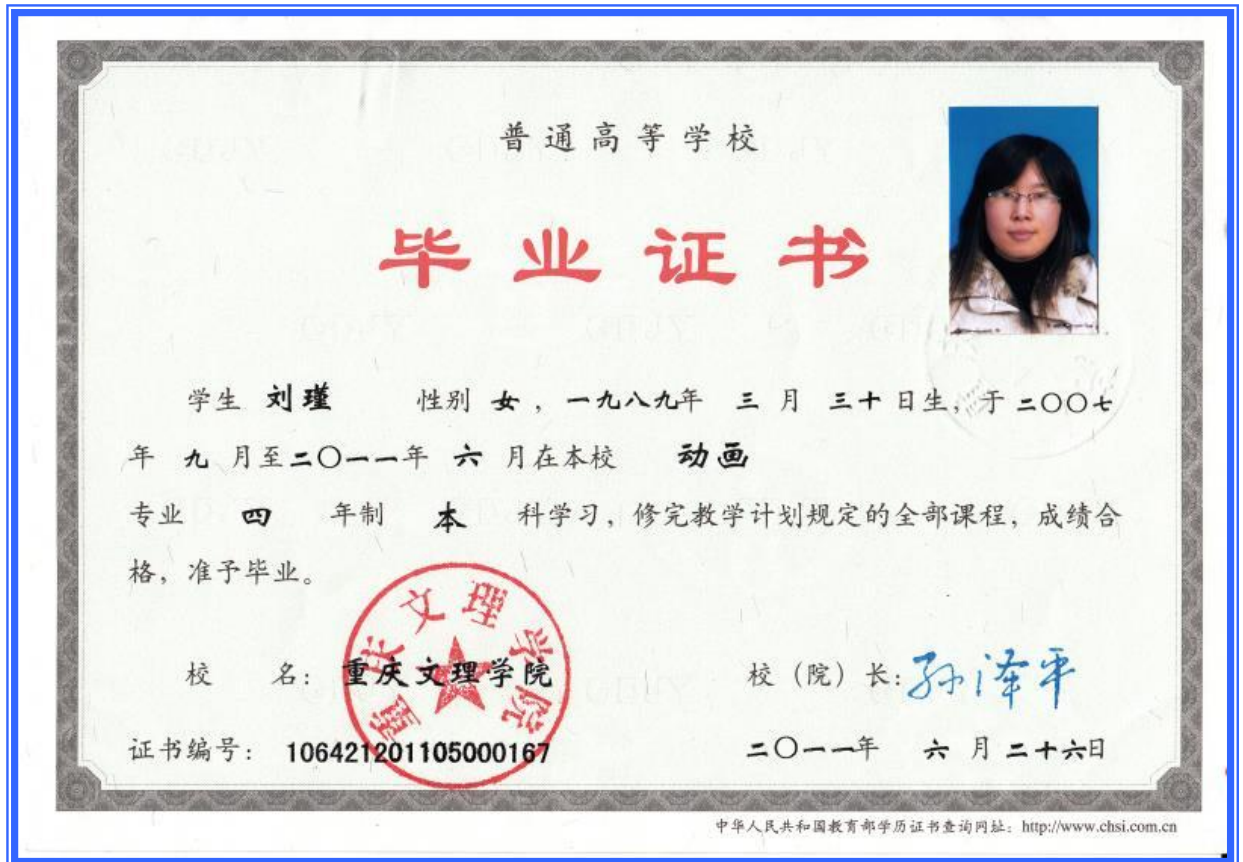 普通高等学校
毕业证书
学生 刘瑾 性别 女，一九八九年 三 月 三十 日生，于 二〇〇七
年 九 月至二〇一一年 六 月在本校 动画
专业 四 年制 本 科学习，修完教学计划规定的全部课程，成绩合
格，准予毕业。
重庆文理学院
校 名：重庆文理学院
校（院）长：孙泽平
证书编号：106421201105000167
二〇一一年 六 月 二十六日
中华人民共和国教育部学历证书查询网址：http://www.chsi.com.cn